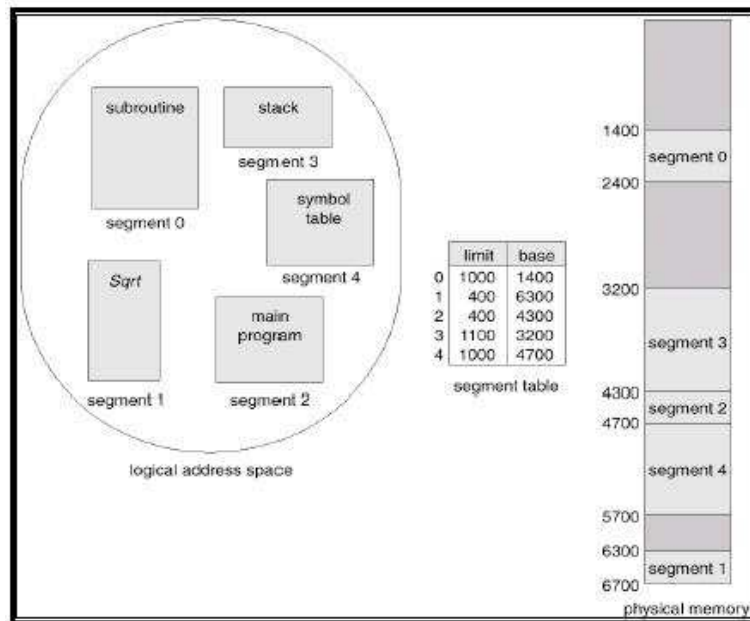 subroutine
segment 0
stack
segment 3
symbol
table
segment 4
Sqrt
segment 1
main
program
segment 2
logical address space
limit base
0 1000 1400
1 400 6300
2 400 4300
3 1100 3200
4 1000 4700
segment table
1400
segment 0
2400
3200
segment 3
4300
segment 2
4700
segment 4
5700
6300
segment 1
6700
physical memory